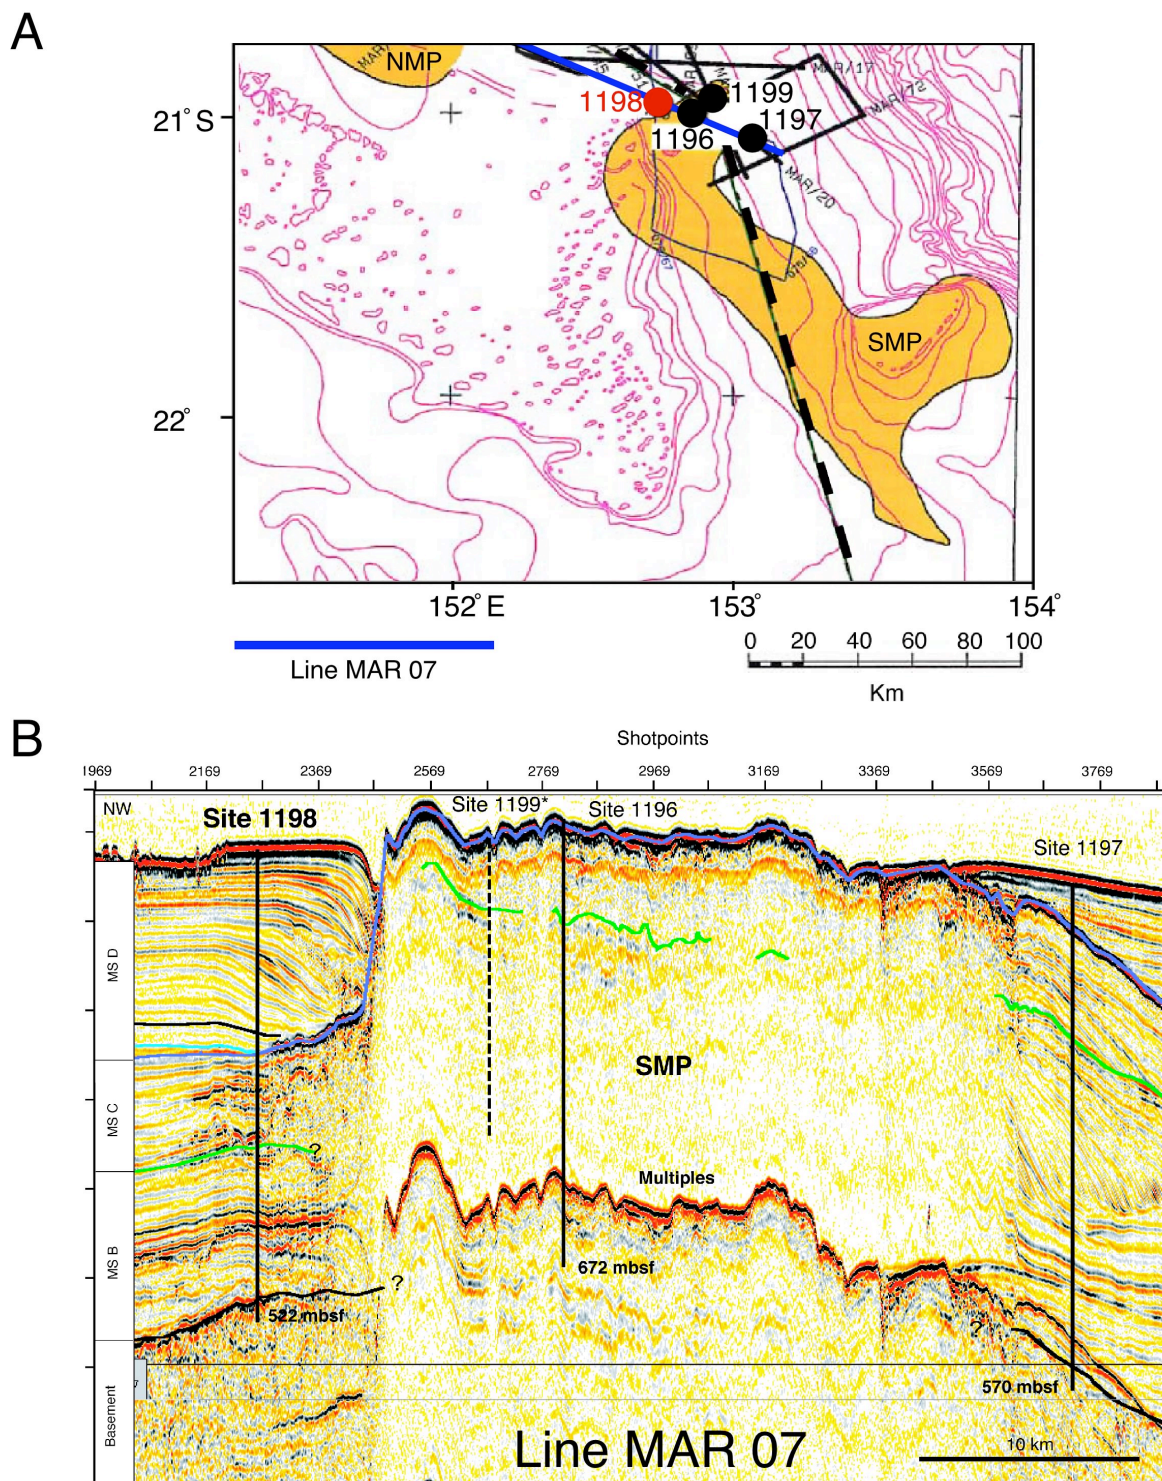 A
MAR/
NMP
MAR/17
MAR/72
1198
1199
1197
1196
21° S
MAR/20
SMP
22°
152° E
153°
154°
0 20 40 60 80 100
Line MAR 07
Km
B
Shotpoints
1969 2169 2369 2569 2769 2969 3169 3369 3569 3769
NW
Site 1198
Site 1199*
Site 1196
Site 1197
MS D
SMP
MS C
?
Multiples
MS B
672 mbsf
?
522 mbsf
?
570 mbsf
Basement
Line MAR 07
10 km